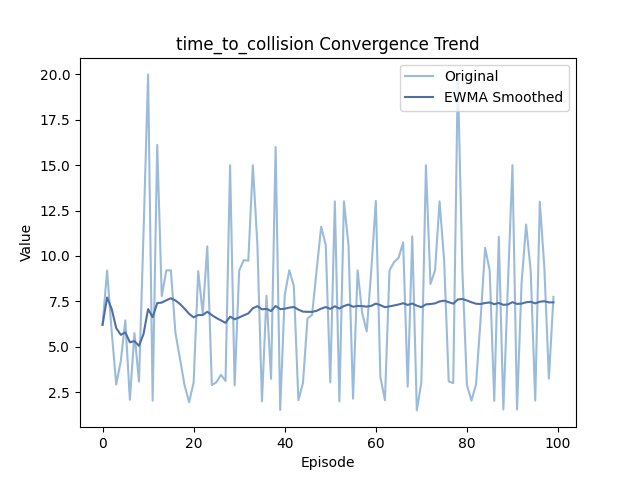 time_to_collision Convergence Trend
Original
EWMA Smoothed
20.0
17.5
15.0
12.5
10.0
7.5
5.0
2.5
Value
0 20 40 60 80 100
Episode